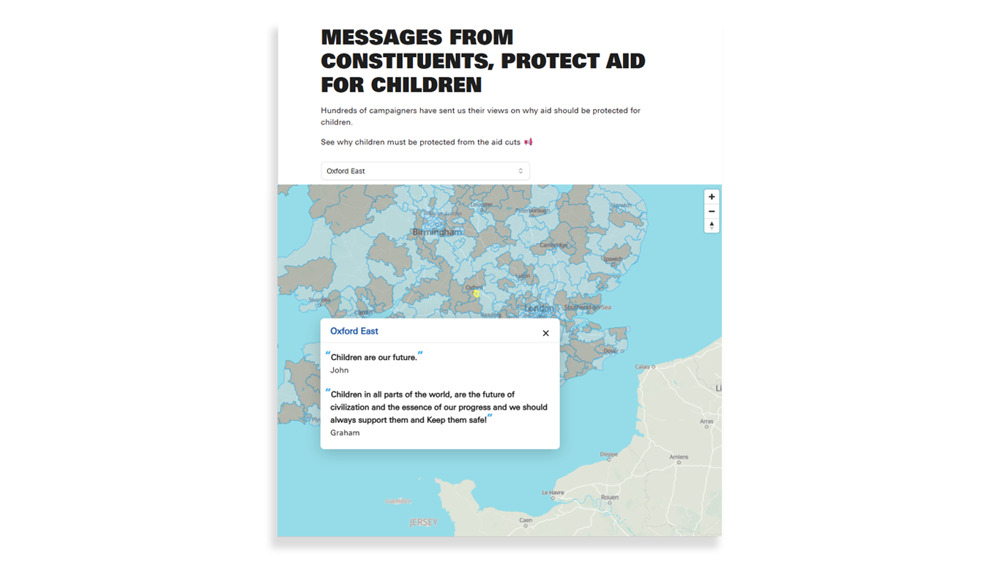 MESSAGES FROM
CONSTITUENTS, PROTECT AID
FOR CHILDREN
Hundreds of campaigners have sent us their views on why aid should be protected for
children.
See why children must be protected from the aid cuts
Oxford East
Leicester
Norwich
Peterborough
Birmingham
Cambridge
Ipswich
Luton
Oxford
Swansea
London
Southend-on-Sea
Cardiff
Reading
Oxford East
Dover
"Children are our future."
John
Calais
Li
"Children in all parts of the world, are the future of
civilization and the essence of our progress and we should
always support them and Keep them safe!"
Ply
Arras
Graham
Dieppe
Amiens
Le Havre
Rouen
GUERNSEY
JERSEY
Caen